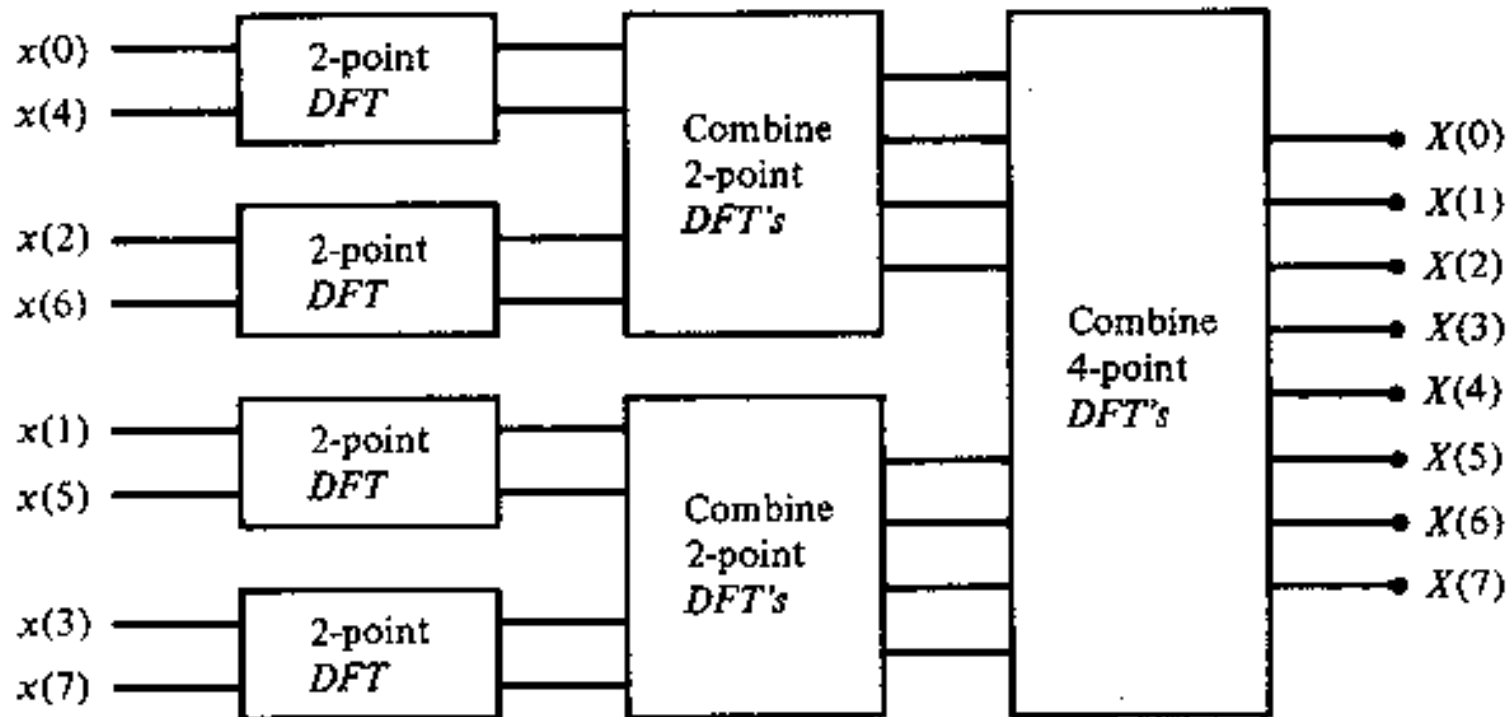 x(0)
x(4)
2-point
DFT
x(2)
x(6)
2-point
DFT
x(1)
x(5)
2-point
DFT
x(3)
x(7)
2-point
DFT
Combine
2-point
DFT's
Combine
2-point
DFT's
Combine
4-point
DFT's
X(0)
X(1)
X(2)
X(3)
X(4)
X(5)
X(6)
X(7)